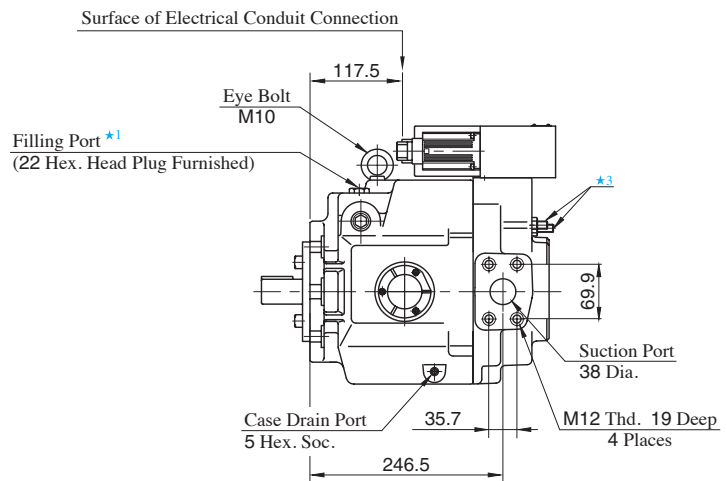 Surface of Electrical Conduit Connection
117.5
Eye Bolt
M10
Filling Port ★1
(22 Hex. Head Plug Furnished)
★3
69.9
Suction Port
38 Dia.
Case Drain Port
5 Hex. Soc.
35.7
M12 Thd. 19 Deep
4 Places
246.5